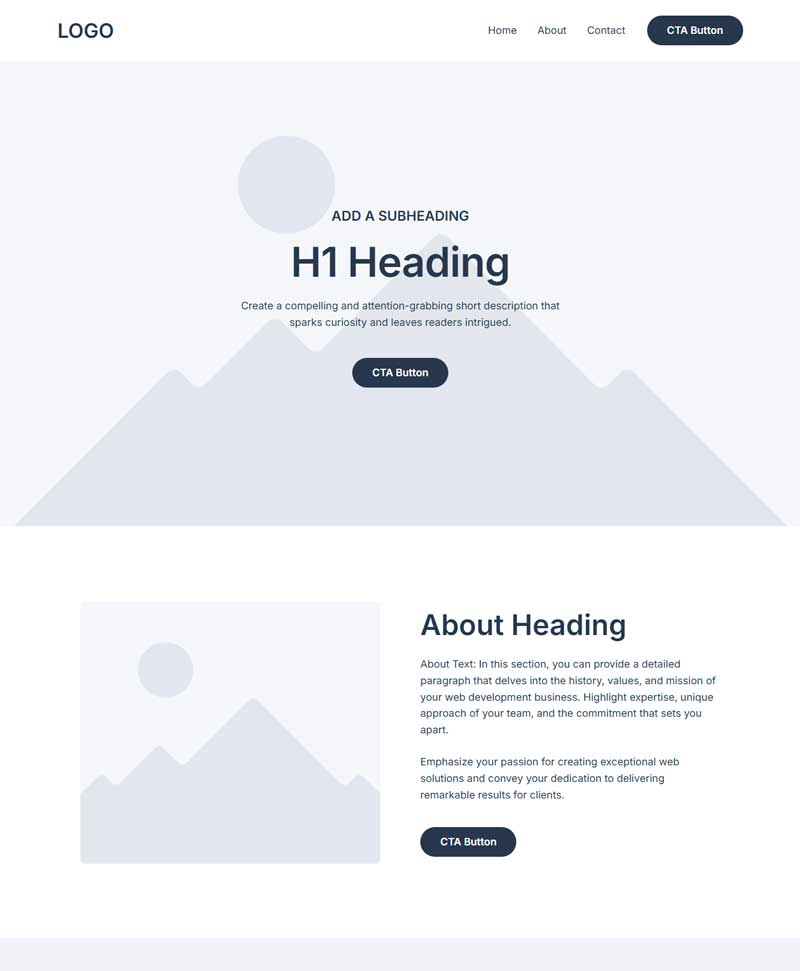 LOGO
Home About Contact CTA Button
ADD A SUBHEADING
H1 Heading
Create a compelling and attention-grabbing short description that
sparks curiosity and leaves readers intrigued.
CTA Button
About Heading
About Text: In this section, you can provide a detailed
paragraph that delves into the history, values, and mission of
your web development business. Highlight expertise, unique
approach of your team, and the commitment that sets you
apart.
Emphasize your passion for creating exceptional web
solutions and convey your dedication to delivering
remarkable results for clients.
CTA Button